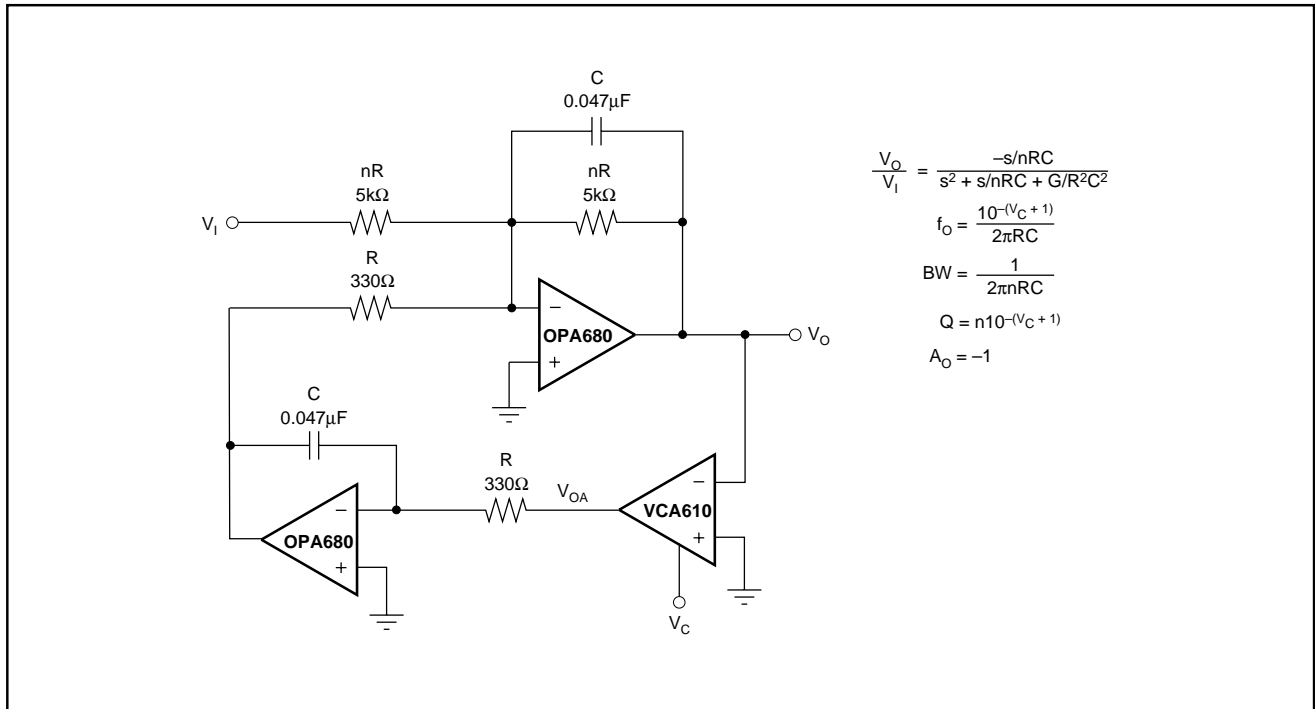 C
0.047µF
nR
5kΩ
nR
5kΩ
V_I
R
330Ω
−
OPA680
+
V_O
C
0.047µF
R
330Ω
V_OA
−
VCA610
+
−
OPA680
+
V_C
V_O/V_I = −s/nRC / s² + s/nRC + G/R²C²
f_O = 10^−(V_C + 1) / 2πRC
BW = 1 / 2πnRC
Q = n10^−(V_C + 1)
A_O = −1